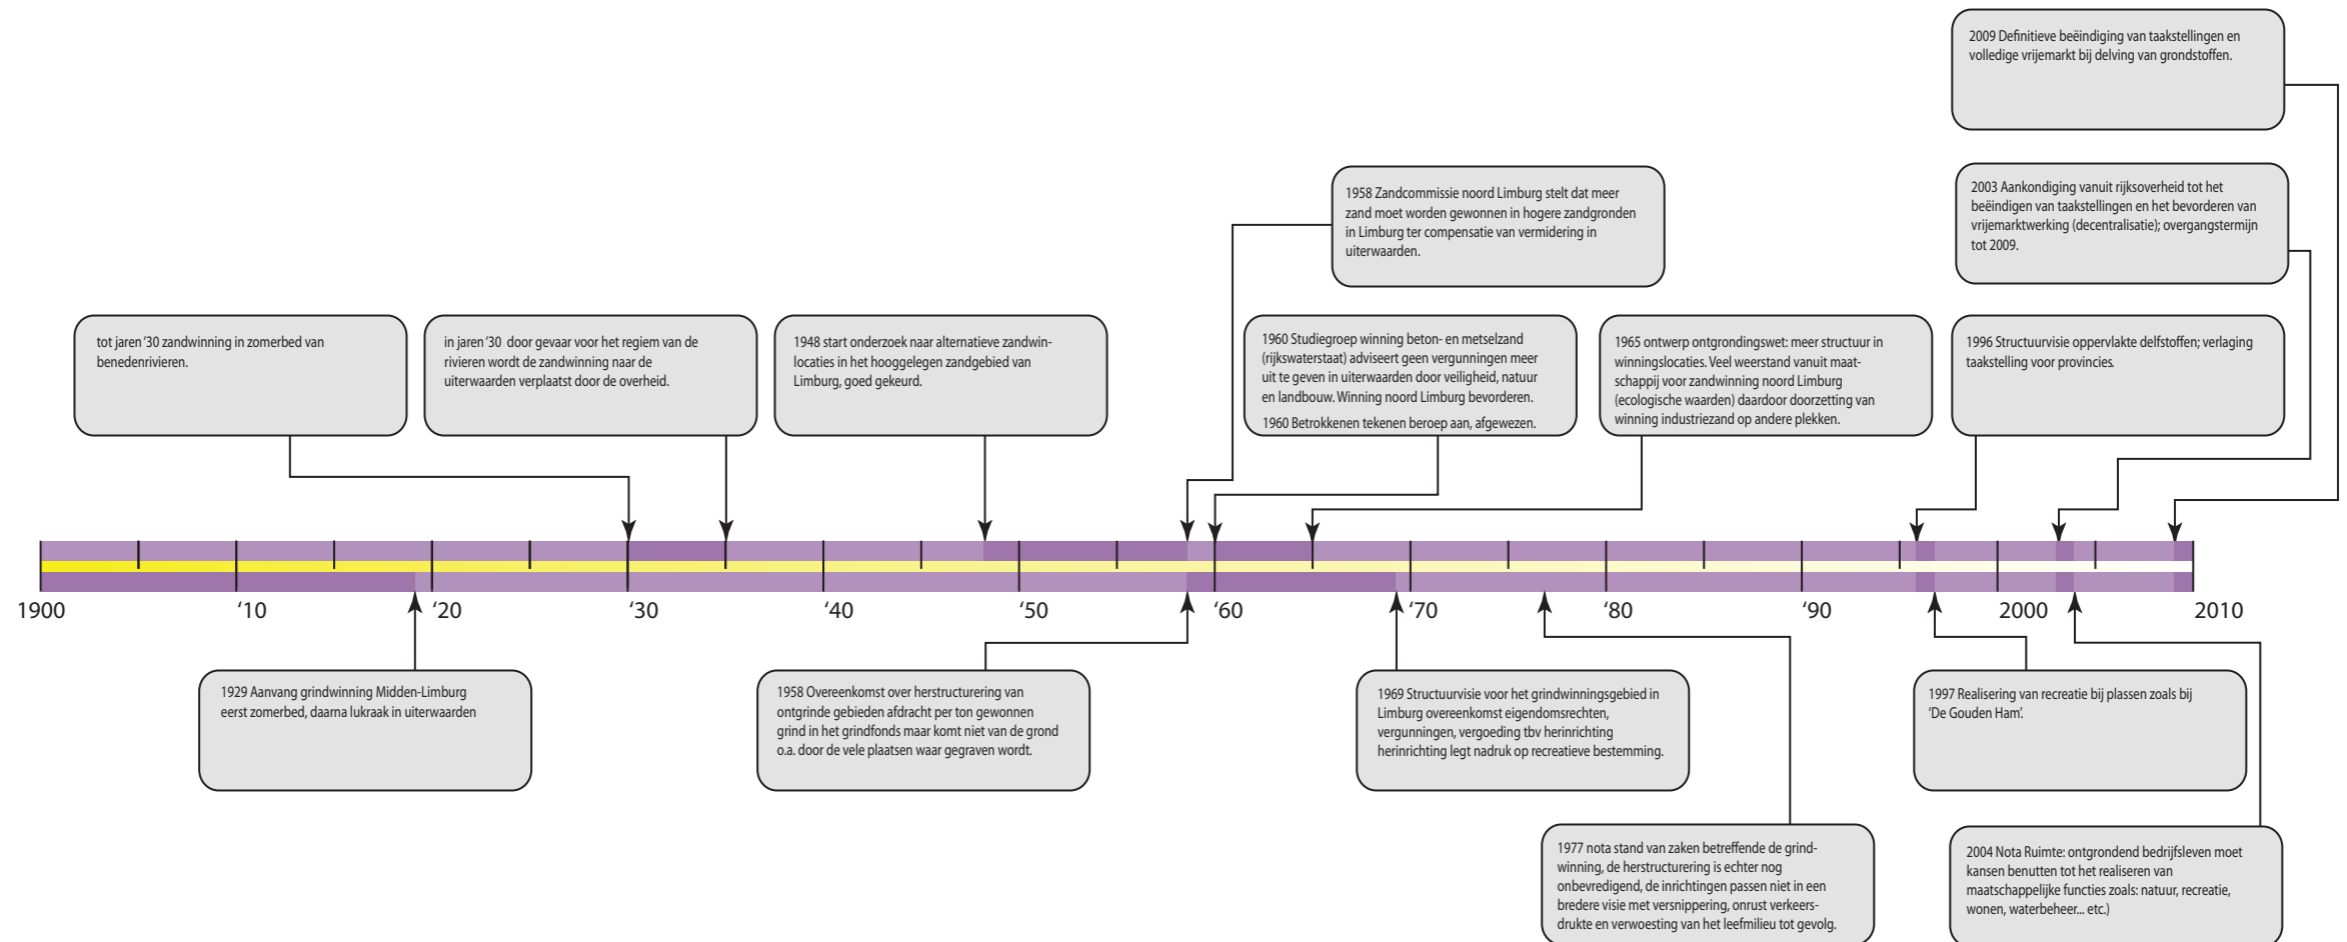 2009 Definitieve beëindiging van taakstellingen en
volledige vrijemarkt bij delving van grondstoffen.
2003 Aankondiging vanuit rijksoverheid tot het
beëindigen van taakstellingen en het bevorderen van
vrijemarktwerking (decentralisatie); overgangstermijn
tot 2009.
1958 Zandcommissie noord Limburg stelt dat meer
zand moet worden gewonnen in hogere zandgronden
in Limburg ter compensatie van vermidering in
uiterwaarden.
tot jaren '30 zandwinning in zomerbed van
benedenrivieren.
in jaren '30 door gevaar voor het regiem van de
rivieren wordt de zandwinning naar de
uiterwaarden verplaatst door de overheid.
1948 start onderzoek naar alternatieve zandwin-
locaties in het hooggelegen zandgebied van
Limburg, goed gekeurd.
1960 Studiegroep winning beton- en metselzand
(rijkswaterstaat) adviseert geen vergunningen meer
uit te geven in uiterwaarden door veiligheid, natuur
en landbouw. Winning noord Limburg bevorderen.
1960 Betrokkenen tekenen beroep aan, afgewezen.
1965 ontwerp ontgrondingswet: meer structuur in
winningslocaties. Veel weerstand vanuit maat-
schappij voor zandwinning noord Limburg
(ecologische waarden) daardoor doorzetting van
winning industriezand op andere plekken.
1996 Structuurvisie oppervlakte delfstoffen; verlaging
taakstelling voor provincies.
1900 '10 '20 '30 '40 '50 '60 '70 '80 '90 2000 2010
1929 Aanvang grindwinning Midden-Limburg
eerst zomerbed, daarna lukraak in uiterwaarden
1958 Overeenkomst over herstructurering van
ontgrinde gebieden afdracht per ton gewonnen
grind in het grindfonds maar komt niet van de grond
o.a. door de vele plaatsen waar gegraven wordt.
1969 Structuurvisie voor het grindwinningsgebied in
Limburg overeenkomst eigendomsrechten,
vergunningen, vergoeding tbv herinrichting
herinrichting legt nadruk op recreatieve bestemming.
1997 Realisering van recreatie bij plassen zoals bij
'De Gouden Ham'.
1977 nota stand van zaken betreffende de grind-
winning, de herstructurering is echter nog
onbevredigend, de inrichtingen passen niet in een
bredere visie met versnippering, onrust verkeers-
drukte en verwoesting van het leefmilieu tot gevolg.
2004 Nota Ruimte: ontgrondend bedrijfsleven moet
kansen benutten tot het realiseren van
maatschappelijke functies zoals: natuur, recreatie,
wonen, waterbeheer... etc.)